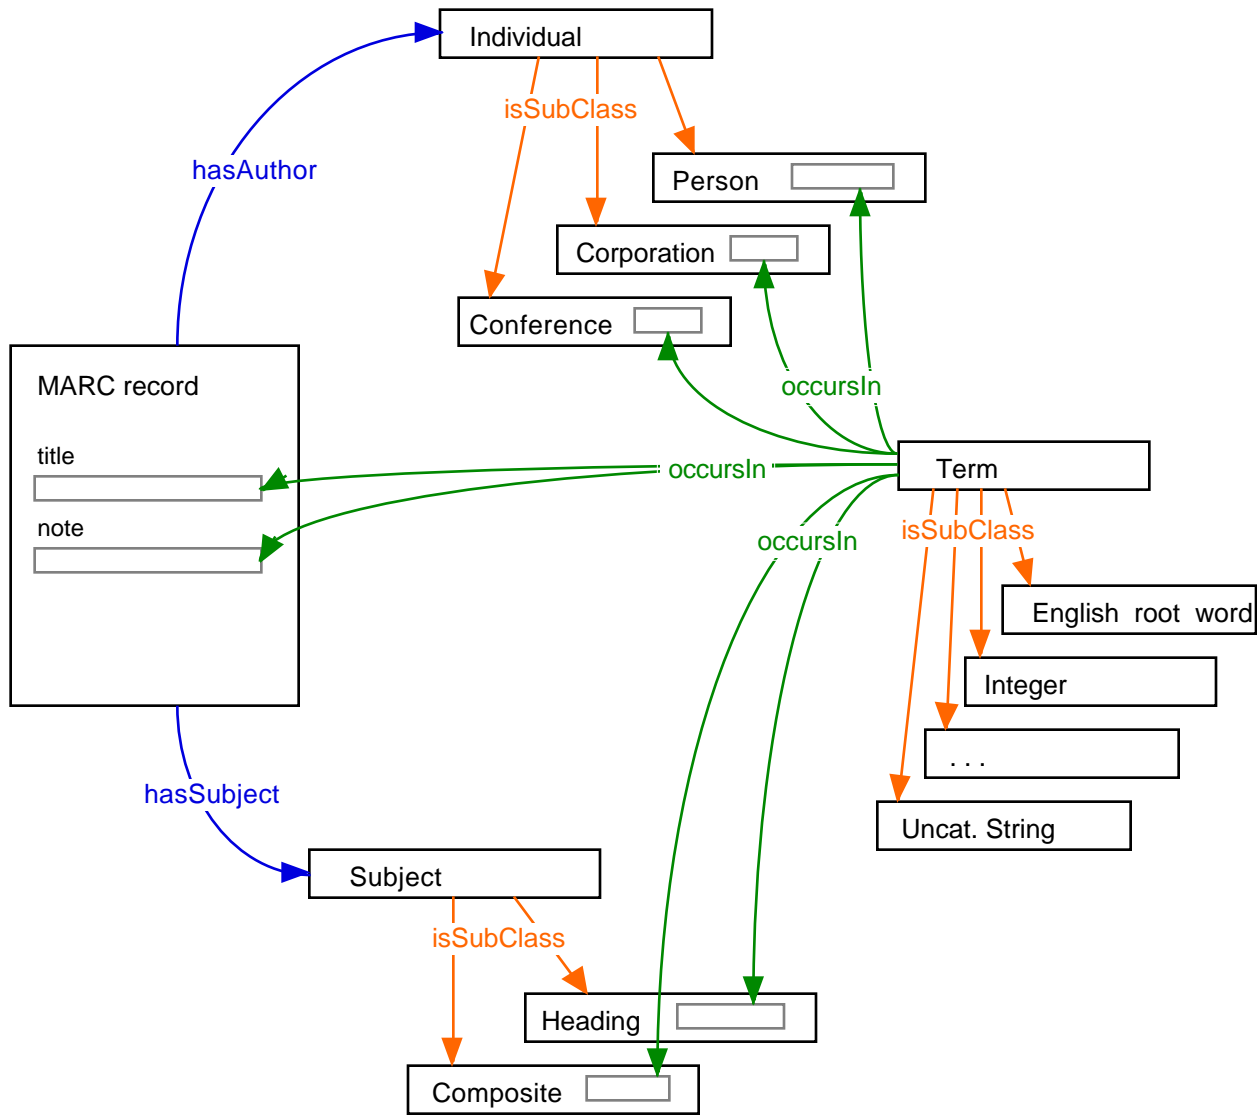 Individual
isSubClass
hasAuthor
Person
Corporation
Conference
MARC record
occursIn
title
occursIn
Term
note
occursIn
isSubClass
English root word
Integer
. . .
hasSubject
Uncat. String
Subject
isSubClass
Heading
Composite